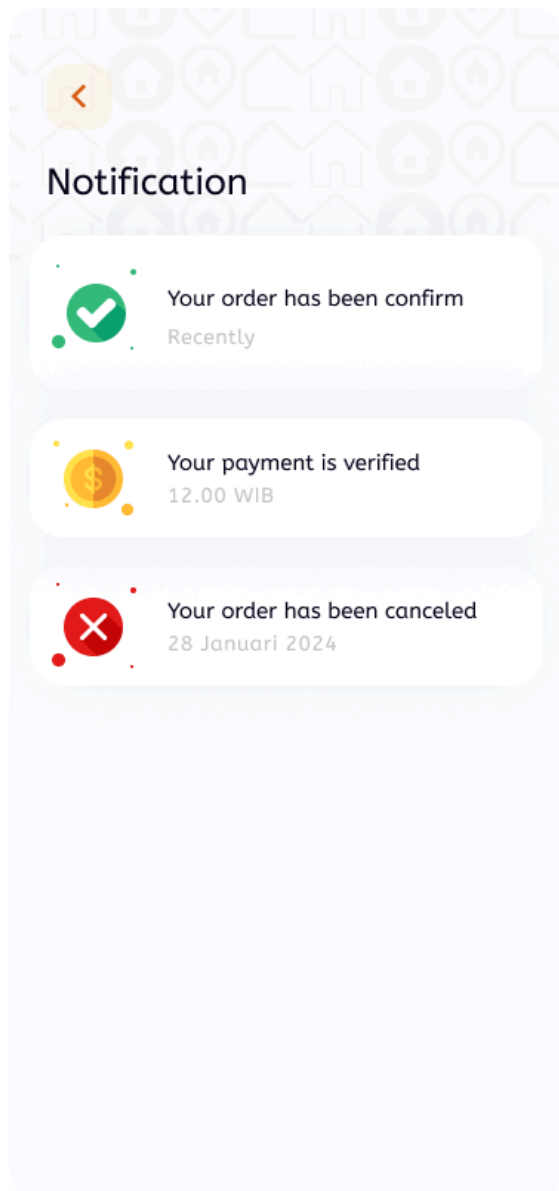 Notification
Your order has been confirm
Recently
Your payment is verified
12.00 WIB
Your order has been canceled
28 Januari 2024